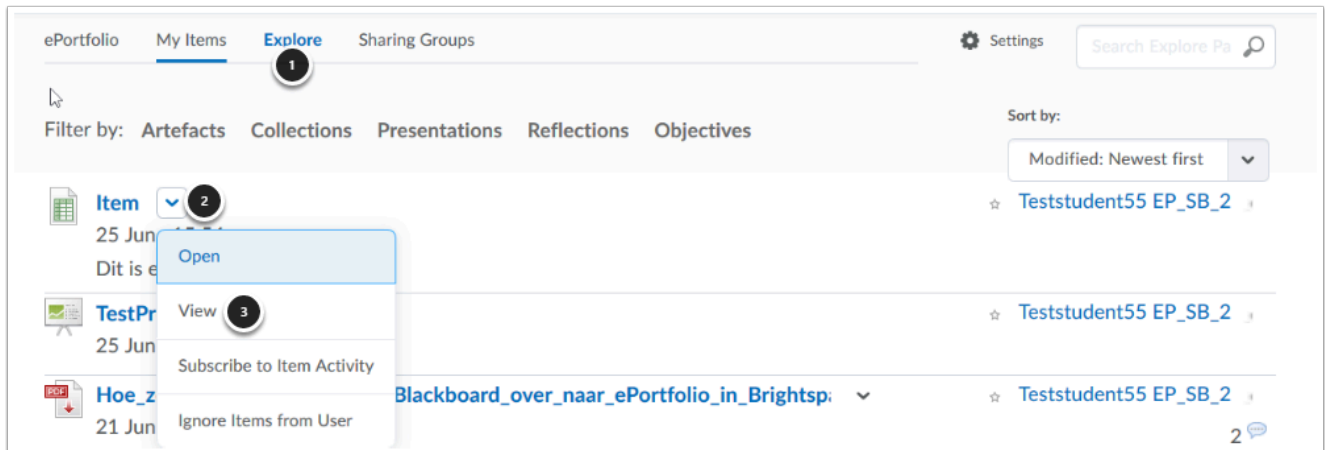 ePortfolio My Items Explore Sharing Groups Settings Search Explore Pa
1
Filter by: Artefacts Collections Presentations Reflections Objectives
Sort by:
Modified: Newest first
Item 2 Teststudent55 EP_SB_2
25 Jun
Dit is e
Open
View 3
Subscribe to Item Activity
Ignore Items from User
TestPr Teststudent55 EP_SB_2
25 Jun
PDF Hoe_z Blackboard_over_naar_ePortfolio_in_Brightsp Teststudent55 EP_SB_2
21 Jun 2